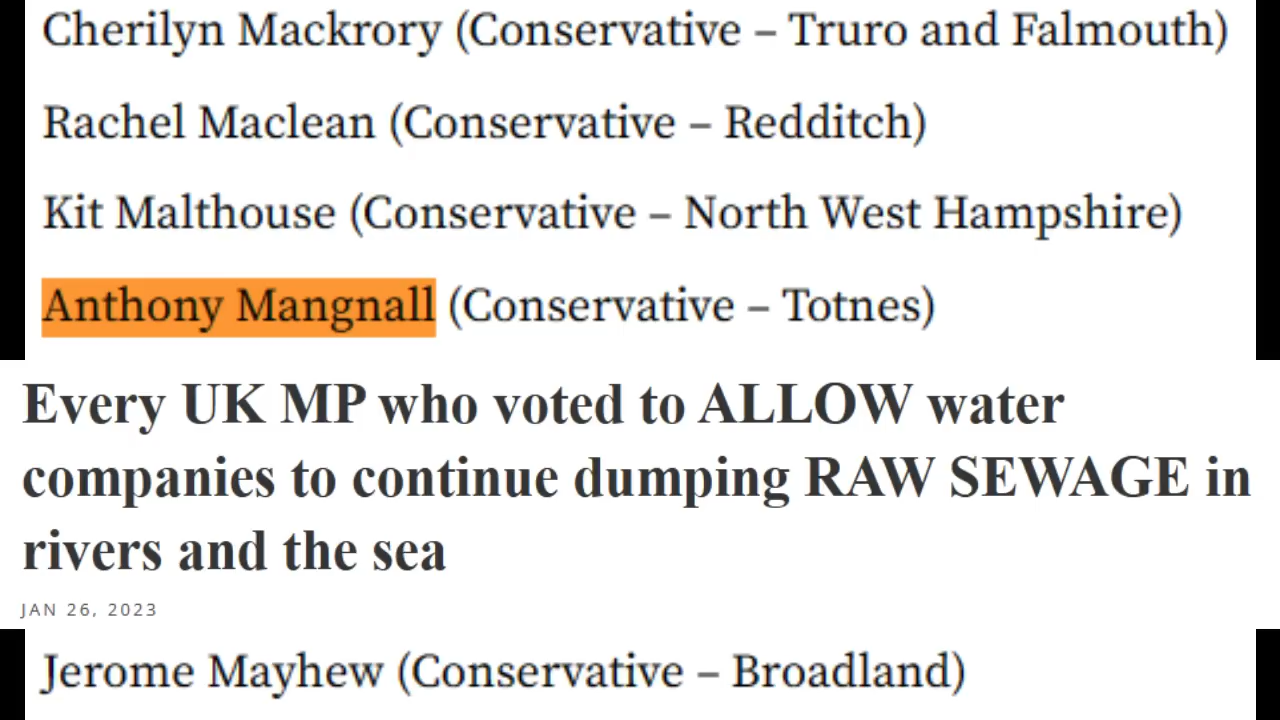 Cherilyn Mackrory (Conservative – Truro and Falmouth)
Rachel Maclean (Conservative – Redditch)
Kit Malthouse (Conservative – North West Hampshire)
Anthony Mangnall (Conservative – Totnes)
Every UK MP who voted to ALLOW water
companies to continue dumping RAW SEWAGE in
rivers and the sea
JAN 26, 2023
Jerome Mayhew (Conservative – Broadland)